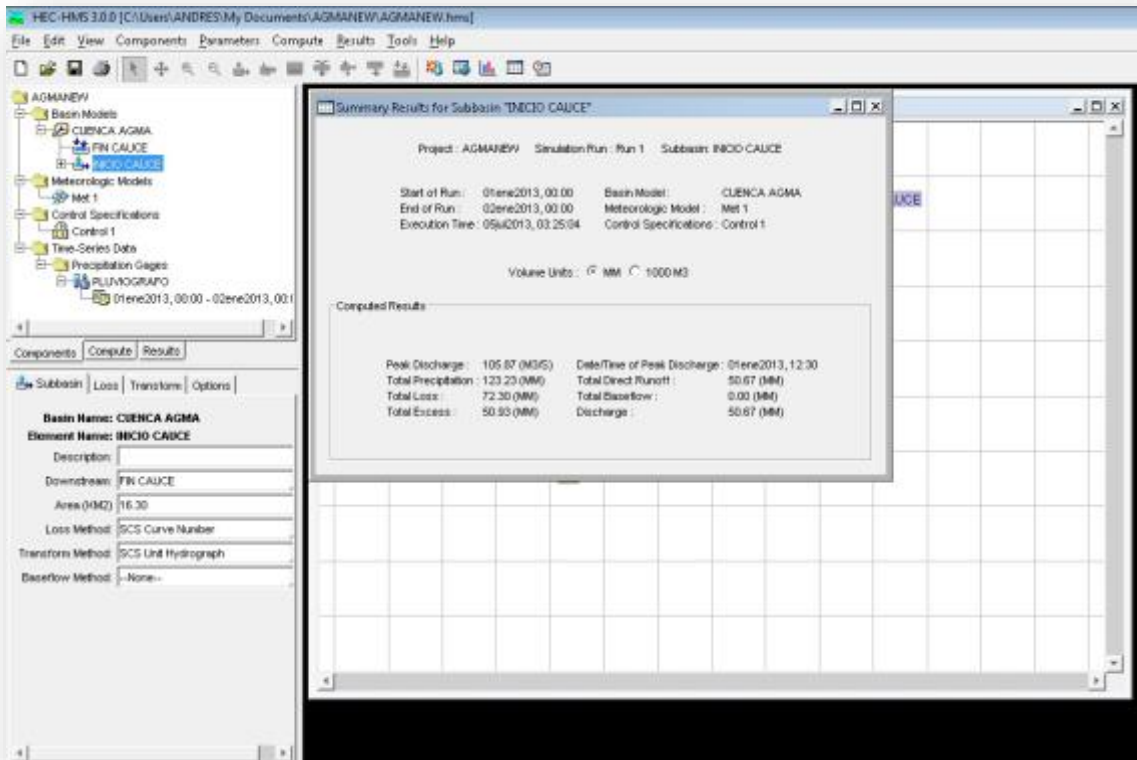 HEC-HMS 3.0.0 [C:\Users\ANDRES\My Documents\AGMANEW\AGMANEW.hms]
File Edit View Components Parameters Compute Results Tools Help
AGMANEW
Basin Models
CUENCA AGMA
FIN CAUCE
INICIO CAUCE
Meteorologic Models
Met 1
Control Specifications
Control 1
Time-Series Data
Precipitation Gages
PLUVIOGRAFO
01ene2013, 00:00 - 02ene2013, 00:0
Components Compute Results
Subbasin Loss Transform Options
Basin Name: CUENCA AGMA
Element Name: INICIO CAUCE
Description:
Downstream: FIN CAUCE
Area (KM2) 16.30
Loss Method: SCS Curve Number
Transform Method: SCS Unit Hydrograph
Baseflow Method: --None--
Summary Results for Subbasin "INICIO CAUCE"
Project : AGMANEW Simulation Run : Run 1 Subbasin: INICIO CAUCE
Start of Run : 01ene2013, 00:00 Basin Model : CUENCA AGMA
End of Run : 02ene2013, 00:00 Meteorologic Model : Met 1
Execution Time : 05jul2013, 03:25:04 Control Specifications : Control 1
Volume Units : MM 1000 M3
Computed Results
Peak Discharge : 105.87 (M3/S) Date/Time of Peak Discharge : 01ene2013, 12:30
Total Precipitation : 123.23 (MM) Total Direct Runoff : 50.67 (MM)
Total Loss : 72.30 (MM) Total Baseflow : 0.00 (MM)
Total Excess : 50.93 (MM) Discharge : 50.67 (MM)
UCE